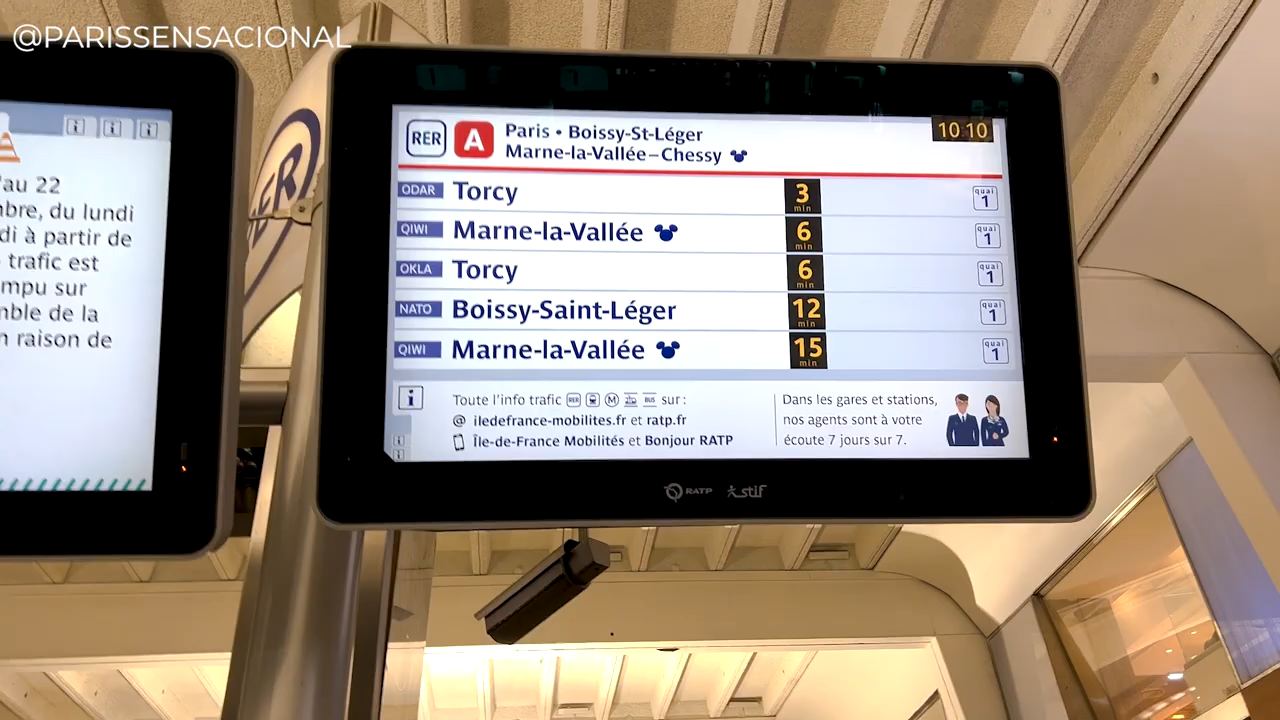 @PARISSENSACIONAL
'au 22
mbre, du lundi
di à partir de
trafic est
mpu sur
mble de la
n raison de
RER
RER A Paris • Boissy-St-Léger
Marne-la-Vallée–Chessy
10:10
ODAR Torcy 3 min quai 1
QIWI Marne-la-Vallée 6 min quai 1
OKLA Torcy 6 min quai 1
NATO Boissy-Saint-Léger 12 min quai 1
QIWI Marne-la-Vallée 15 min quai 1
Toute l'info trafic RER M BUS sur :
@ iledefrance-mobilites.fr et ratp.fr
Île-de-France Mobilités et Bonjour RATP
Dans les gares et stations,
nos agents sont à votre
écoute 7 jours sur 7.
RATP stif